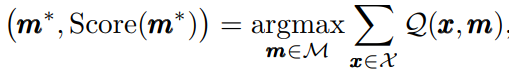 (𝒎*, Score(𝒎*)) = argmax_{𝒎∈ℳ} ∑_{𝒙∈𝒳} 𝒬(𝒙, 𝒎),